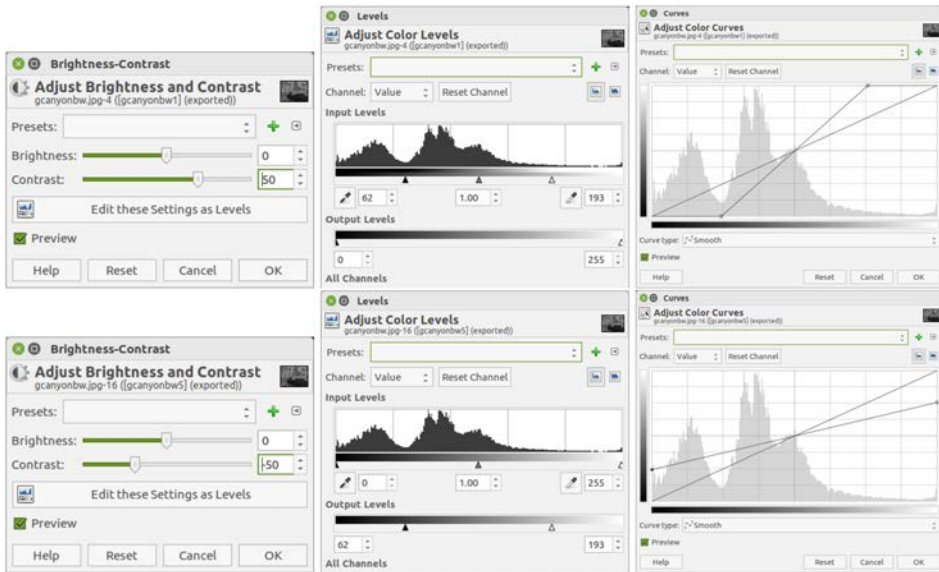 Brightness-Contrast
Adjust Brightness and Contrast
gcanyonbw.jpg-4 ([gcanyonbw1] (exported))
Presets:
Brightness: 0
Contrast: 50
Edit these Settings as Levels
Preview
Help Reset Cancel OK
Levels
Adjust Color Levels
gcanyonbw.jpg-4 ([gcanyonbw1] (exported))
Presets:
Channel: Value Reset Channel
Input Levels
62 1.00 193
Output Levels
0 255
All Channels
Curves
Adjust Color Curves
gcanyonbw.jpg-4 ([gcanyonbw1] (exported))
Presets:
Channel: Value Reset Channel
Curve type: Smooth
Preview
Help Reset Cancel OK
Brightness-Contrast
Adjust Brightness and Contrast
gcanyonbw.jpg-16 ([gcanyonbw5] (exported))
Presets:
Brightness: 0
Contrast: -50
Edit these Settings as Levels
Preview
Help Reset Cancel OK
Levels
Adjust Color Levels
gcanyonbw.jpg-16 ([gcanyonbw5] (exported))
Presets:
Channel: Value Reset Channel
Input Levels
0 1.00 255
Output Levels
62 193
All Channels
Curves
Adjust Color Curves
gcanyonbw.jpg-16 ([gcanyonbw5] (exported))
Presets:
Channel: Value Reset Channel
Curve type: Smooth
Preview
Help Reset Cancel OK